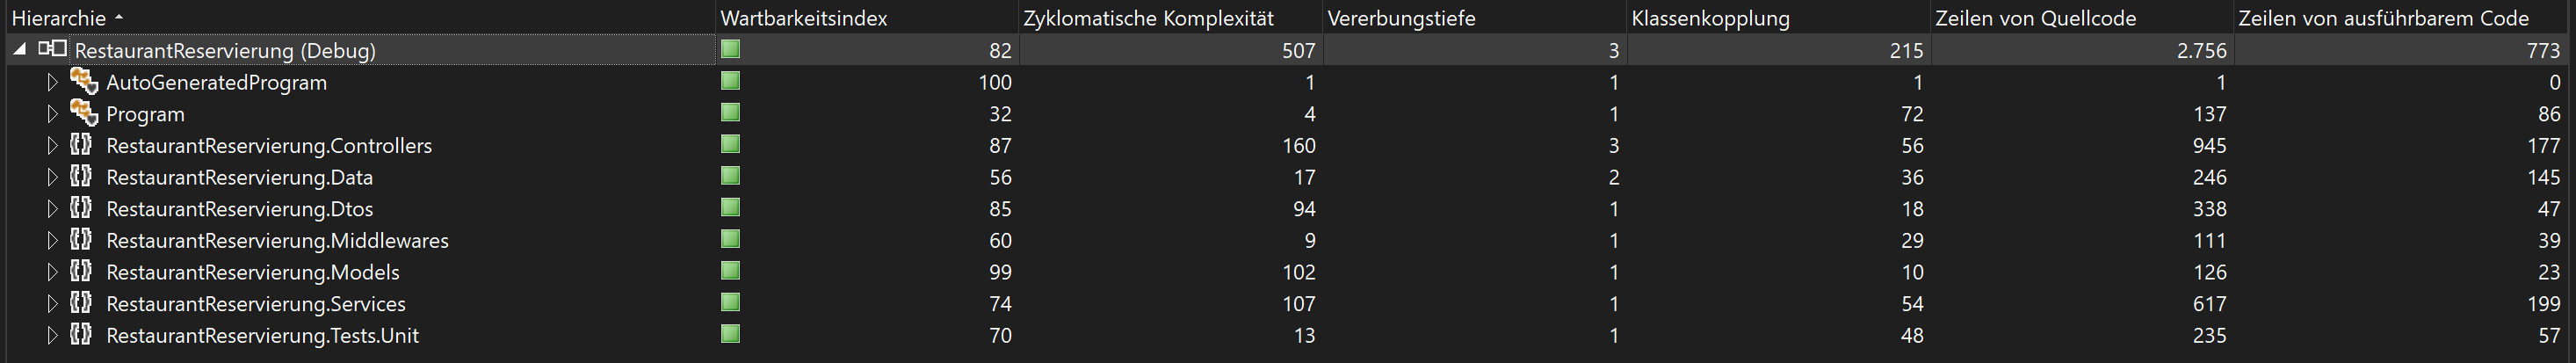 Hierarchie Wartbarkeitsindex Zyklomatische Komplexität Vererbungstiefe Klassenkopplung Zeilen von Quellcode Zeilen von ausführbarem Code
RestaurantReservierung (Debug) 82 507 3 215 2.756 773
AutoGeneratedProgram 100 1 1 1 1 0
Program 32 4 1 72 137 86
RestaurantReservierung.Controllers 87 160 3 56 945 177
RestaurantReservierung.Data 56 17 2 36 246 145
RestaurantReservierung.Dtos 85 94 1 18 338 47
RestaurantReservierung.Middlewares 60 9 1 29 111 39
RestaurantReservierung.Models 99 102 1 10 126 23
RestaurantReservierung.Services 74 107 1 54 617 199
RestaurantReservierung.Tests.Unit 70 13 1 48 235 57